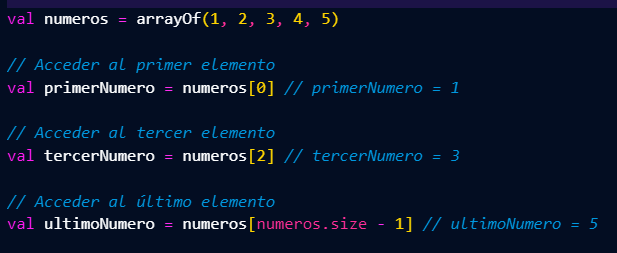 val numeros = arrayOf(1, 2, 3, 4, 5)
// Acceder al primer elemento
val primerNumero = numeros[0] // primerNumero = 1
// Acceder al tercer elemento
val tercerNumero = numeros[2] // tercerNumero = 3
// Acceder al último elemento
val ultimoNumero = numeros[numeros.size - 1] // ultimoNumero = 5